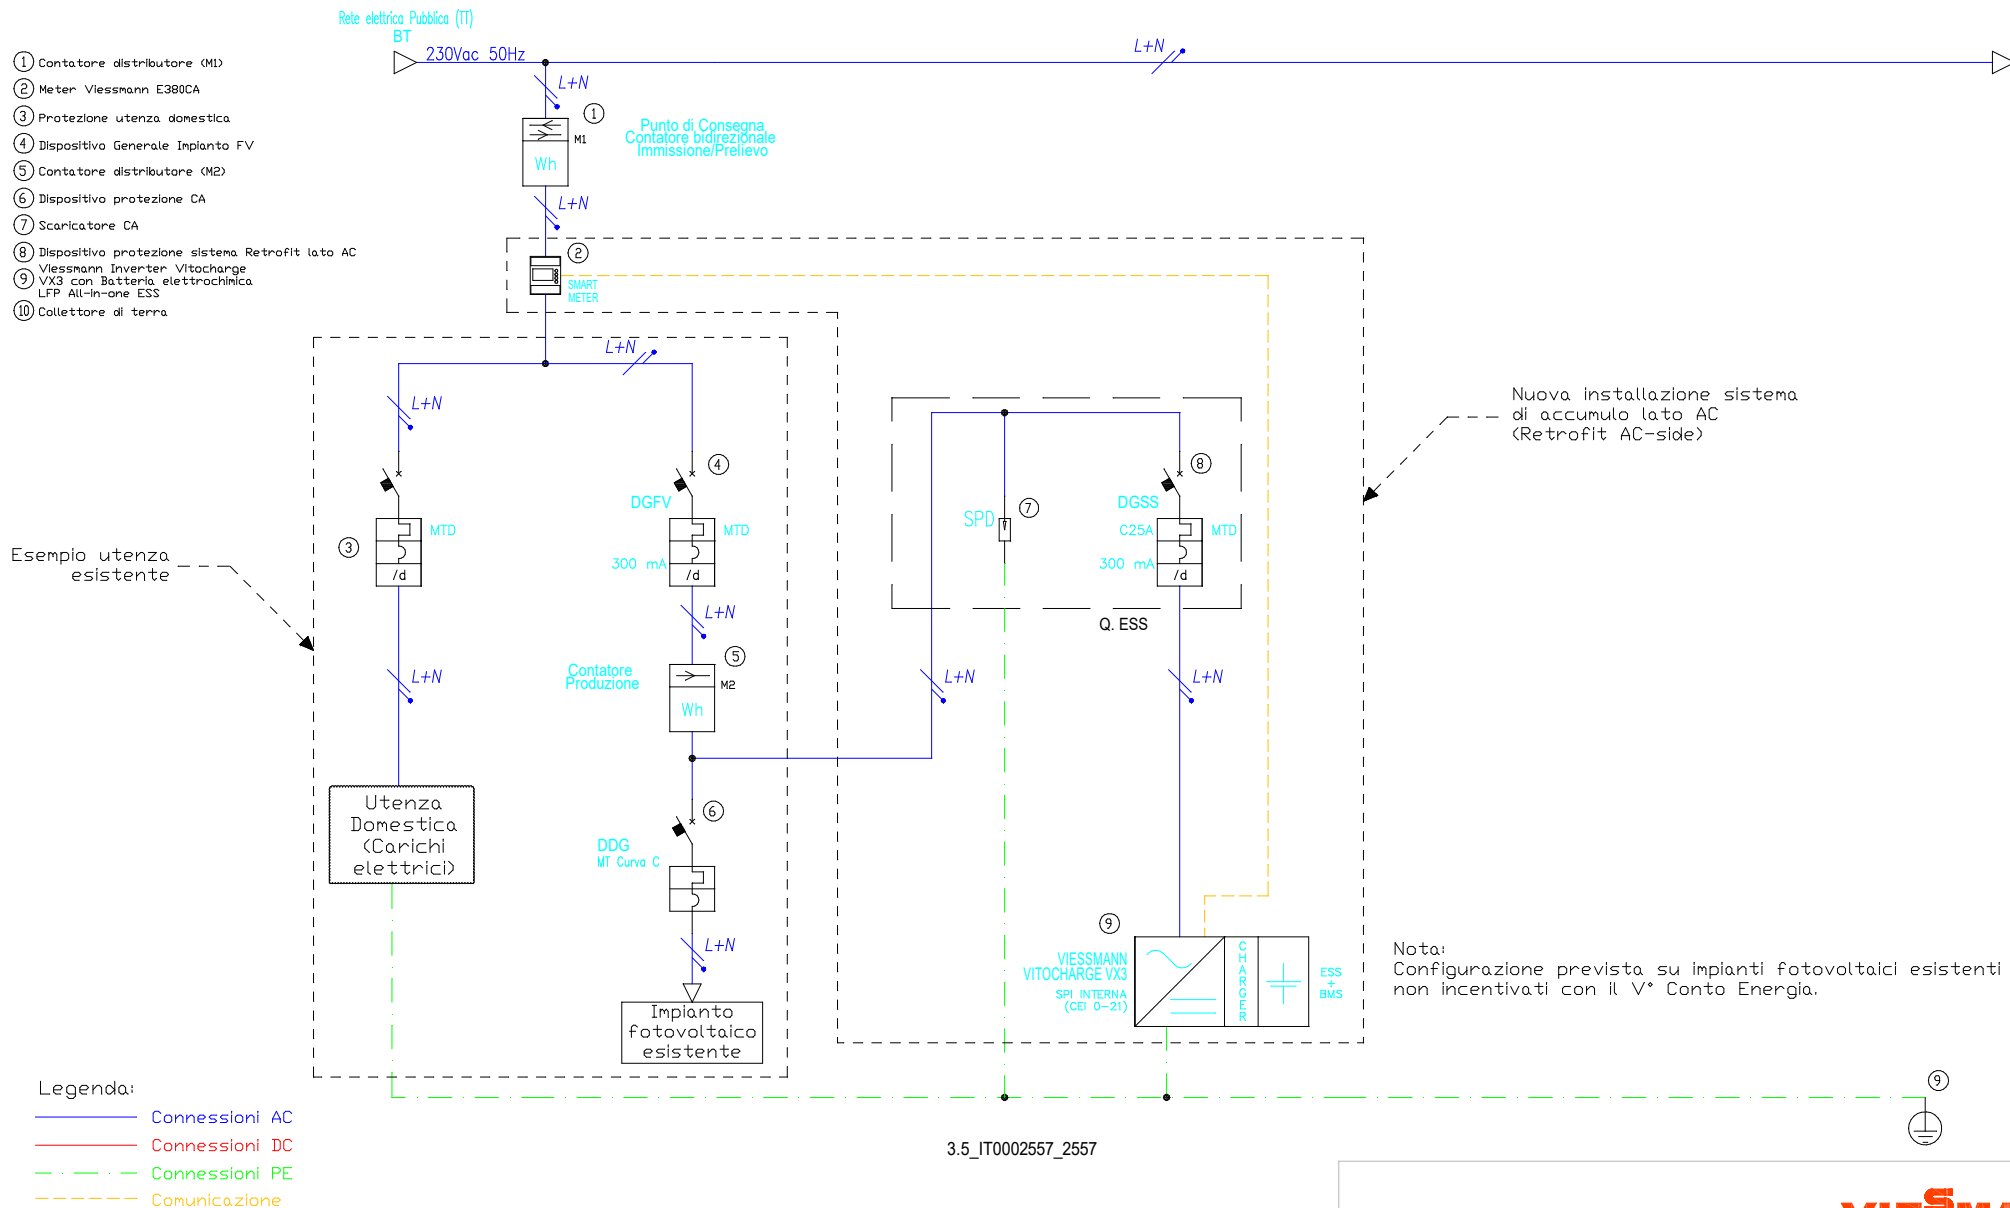 Rete elettrica Pubblica (TT)
BT
230Vac 50Hz
L+N
1 Contatore distributore (M1)
2 Meter Viessmann E380CA
3 Protezione utenza domestica
4 Dispositivo Generale Impianto FV
5 Contatore distributore (M2)
6 Dispositivo protezione CA
7 Scaricatore CA
8 Dispositivo protezione sistema Retrofit lato AC
9 Viessmann Inverter Vitocharge
VX3 con Batteria elettrochimica
LFP All-in-one ESS
10 Collettore di terra
L+N
1
M1
Wh
Punto di Consegna
Contatore bidirezionale
Immissione/Prelievo
L+N
2
SMART
METER
L+N
L+N
Esempio utenza
esistente
3
MTD
/d
L+N
Utenza
Domestica
(Carichi
elettrici)
4
DGFV
MTD
300 mA
/d
L+N
5
Contatore
Produzione
M2
Wh
6
DDG
MT Curva C
L+N
Impianto
fotovoltaico
esistente
SPD
7
8
DGSS
C25A
MTD
300 mA
/d
Q. ESS
L+N
L+N
Nuova installazione sistema
di accumulo lato AC
(Retrofit AC-side)
9
VIESSMANN
VITOCHARGE VX3
SPI INTERNA
(CEI 0-21)
CHARGER
ESS
+
BMS
Nota:
Configurazione prevista su impianti fotovoltaici esistenti
non incentivati con il V° Conto Energia.
9
Legenda:
Connessioni AC
Connessioni DC
Connessioni PE
Comunicazione
3.5_IT0002557_2557